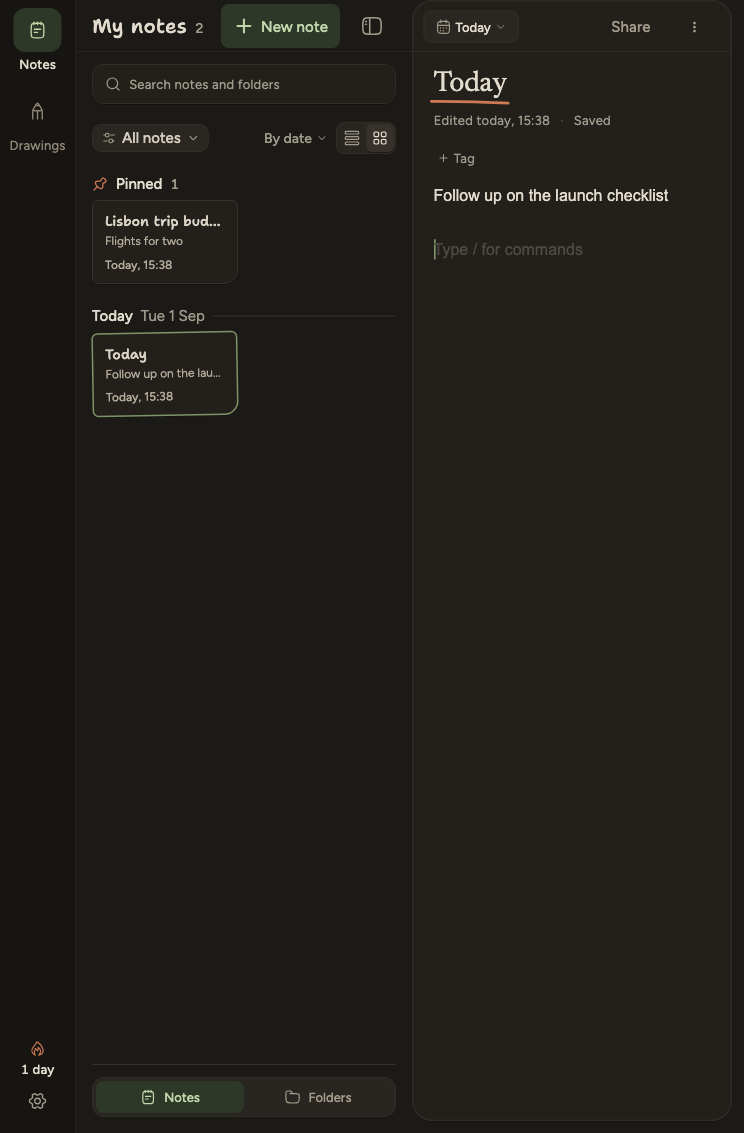 Notes
Drawings
1 day
My notes 2
+ New note
Search notes and folders
All notes
By date
Pinned 1
Lisbon trip bud...
Flights for two
Today, 15:38
Today Tue 1 Sep
Today
Follow up on the lau...
Today, 15:38
Notes
Folders
Today
Share
Today
Edited today, 15:38 · Saved
+ Tag
Follow up on the launch checklist
Type / for commands